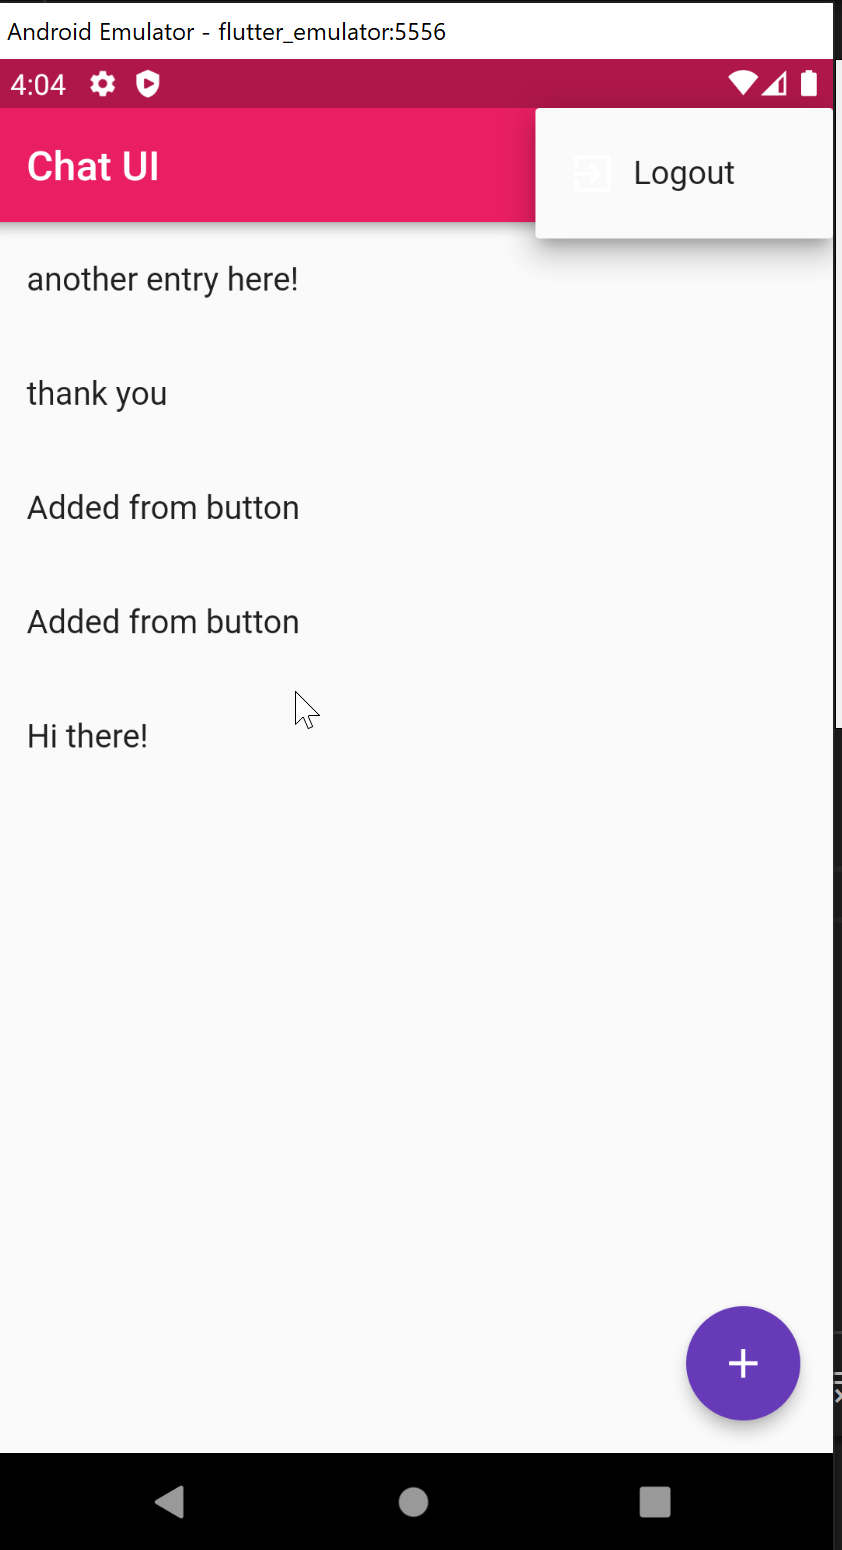 Android Emulator - flutter_emulator:5556
4:04
Chat UI
Logout
another entry here!
thank you
Added from button
Added from button
Hi there!